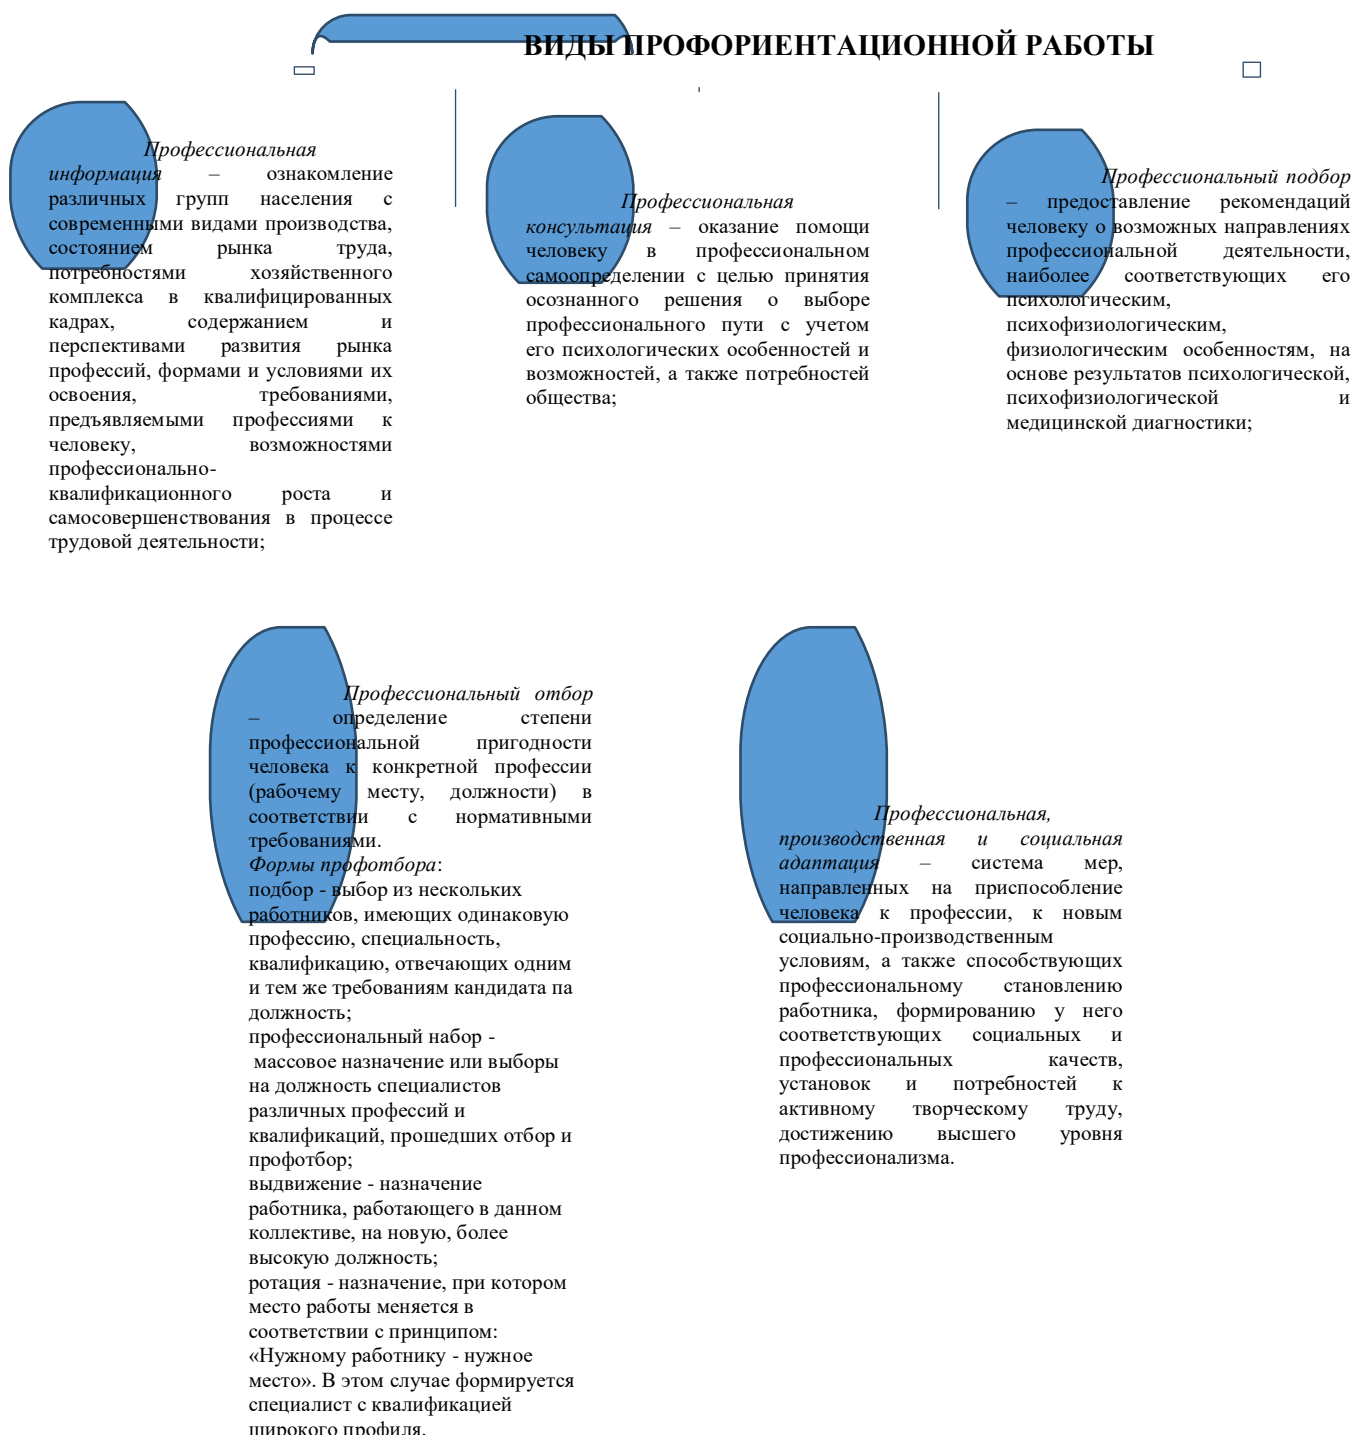 ВИДЫ ПРОФОРИЕНТАЦИОННОЙ РАБОТЫ
Профессиональная
информация – ознакомление
различных групп населения с
современными видами производства,
состоянием рынка труда,
потребностями хозяйственного
комплекса в квалифицированных
кадрах, содержанием и
перспективами развития рынка
профессий, формами и условиями их
освоения, требованиями,
предъявляемыми профессиями к
человеку, возможностями
профессионально-
квалификационного роста и
самосовершенствования в процессе
трудовой деятельности;
Профессиональная
консультация – оказание помощи
человеку в профессиональном
самоопределении с целью принятия
осознанного решения о выборе
профессионального пути с учетом
его психологических особенностей и
возможностей, а также потребностей
общества;
Профессиональный подбор
– предоставление рекомендаций
человеку о возможных направлениях
профессиональной деятельности,
наиболее соответствующих его
психологическим,
психофизиологическим,
физиологическим особенностям, на
основе результатов психологической,
психофизиологической и
медицинской диагностики;
Профессиональный отбор
– определение степени
профессиональной пригодности
человека к конкретной профессии
(рабочему месту, должности) в
соответствии с нормативными
требованиями.
Формы профотбора:
подбор - выбор из нескольких
работников, имеющих одинаковую
профессию, специальность,
квалификацию, отвечающих одним
и тем же требованиям кандидата па
должность;
профессиональный набор -
массовое назначение или выборы
на должность специалистов
различных профессий и
квалификаций, прошедших отбор и
профотбор;
выдвижение - назначение
работника, работающего в данном
коллективе, на новую, более
высокую должность;
ротация - назначение, при котором
место работы меняется в
соответствии с принципом:
«Нужному работнику - нужное
место». В этом случае формируется
специалист с квалификацией
широкого профиля.
Профессиональная,
производственная и социальная
адаптация – система мер,
направленных на приспособление
человека к профессии, к новым
социально-производственным
условиям, а также способствующих
профессиональному становлению
работника, формированию у него
соответствующих социальных и
профессиональных качеств,
установок и потребностей к
активному творческому труду,
достижению высшего уровня
профессионализма.